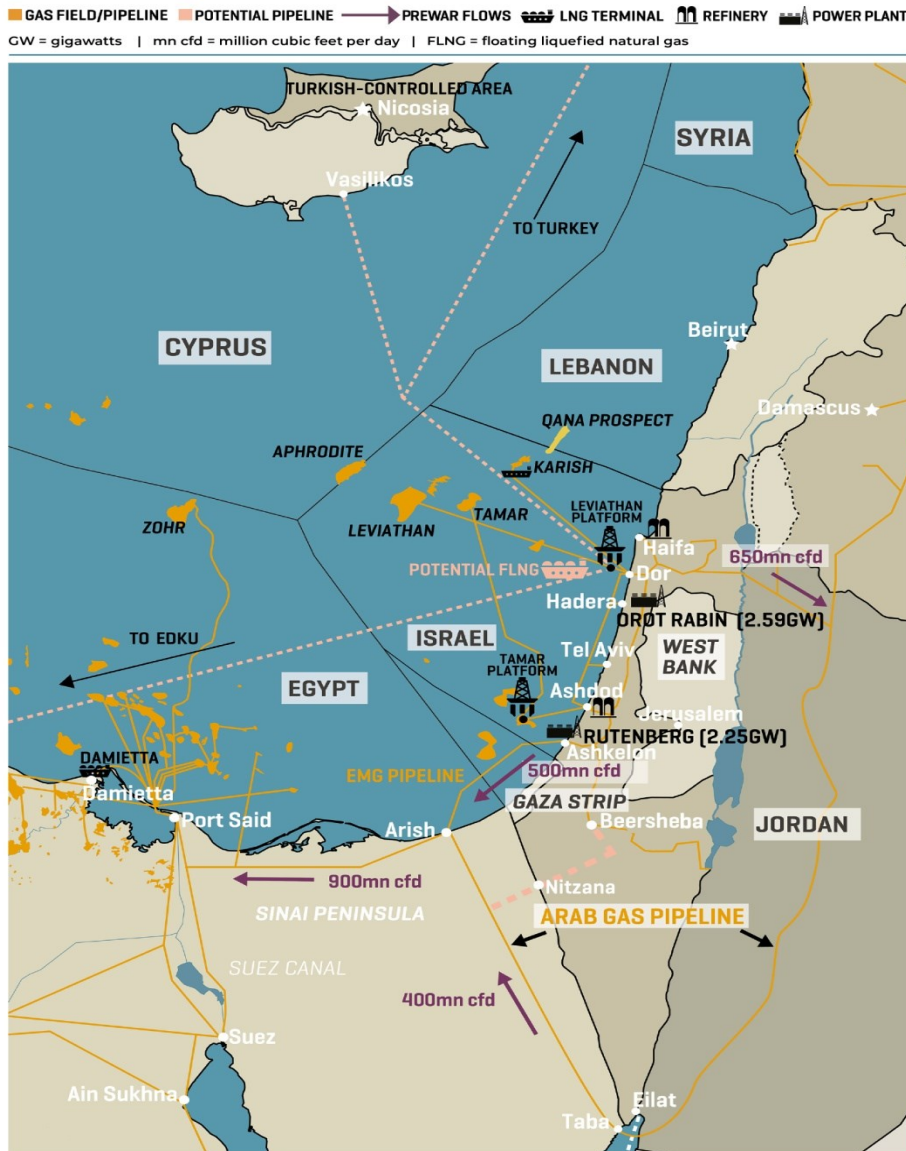 GAS FIELD/PIPELINE POTENTIAL PIPELINE PREWAR FLOWS LNG TERMINAL REFINERY POWER PLANT
GW = gigawatts | mn cfd = million cubic feet per day | FLNG = floating liquefied natural gas
TURKISH-CONTROLLED AREA
Nicosia
SYRIA
Vasilikos
TO TURKEY
Beirut
CYPRUS
LEBANON
Damascus
QANA PROSPECT
APHRODITE
KARISH
ZOHR
LEVIATHAN
TAMAR
LEVIATHAN
PLATFORM
Haifa
650mn cfd
POTENTIAL FLNG
Dor
Hadera
OROT RABIN (2.59GW)
TO EDKU
ISRAEL
WEST
BANK
Tel Aviv
EGYPT
TAMAR
PLATFORM
Ashdod
Jerusalem
RUTENBERG (2.25GW)
Ashkelon
DAMIETTA
Damietta
EMG PIPELINE
500mn cfd
GAZA STRIP
Port Said
Arish
Beersheba
JORDAN
900mn cfd
Nitzana
SINAI PENINSULA
ARAB GAS PIPELINE
SUEZ CANAL
400mn cfd
Suez
Ain Sukhna
Eilat
Taba